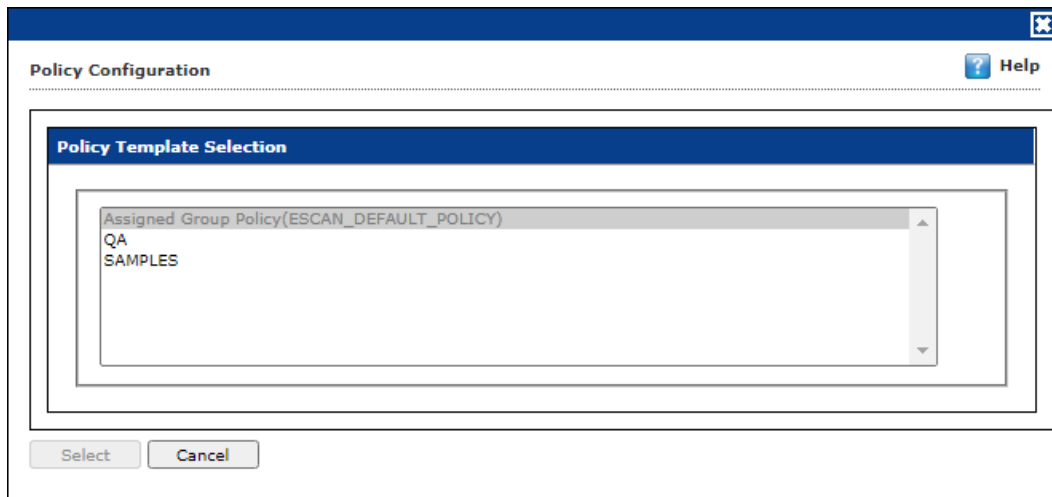 Policy Configuration
? Help
Policy Template Selection
Assigned Group Policy(ESCAN_DEFAULT_POLICY)
QA
SAMPLES
Select
Cancel